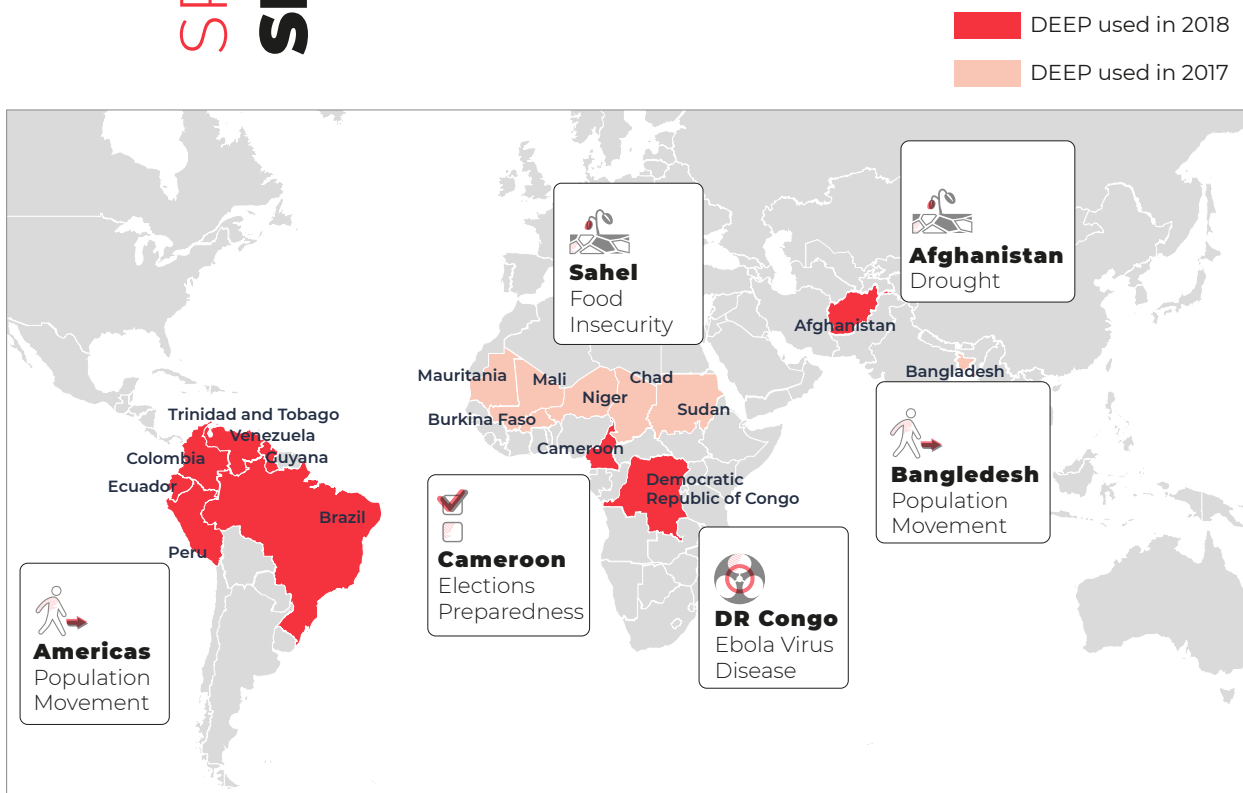 DEEP used in 2018
DEEP used in 2017
Sahel
Food
Insecurity
Afghanistan
Drought
Afghanistan
Mauritania
Mali
Niger
Chad
Sudan
Burkina Faso
Bangladesh
Trinidad and Tobago
Venezuela
Colombia
Guyana
Ecuador
Brazil
Peru
Cameroon
Democratic
Republic of Congo
Bangledesh
Population
Movement
Cameroon
Elections
Preparedness
DR Congo
Ebola Virus
Disease
Americas
Population
Movement